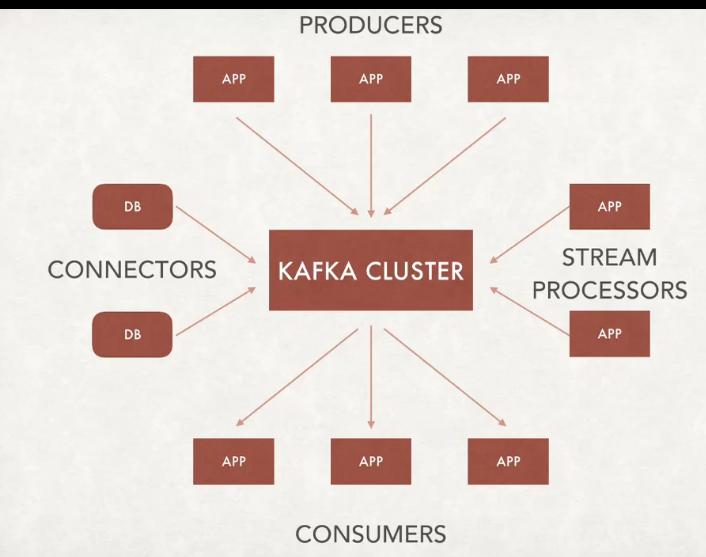 PRODUCERS
APP
APP
APP
DB
APP
CONNECTORS
KAFKA CLUSTER
STREAM
PROCESSORS
DB
APP
APP
APP
APP
CONSUMERS